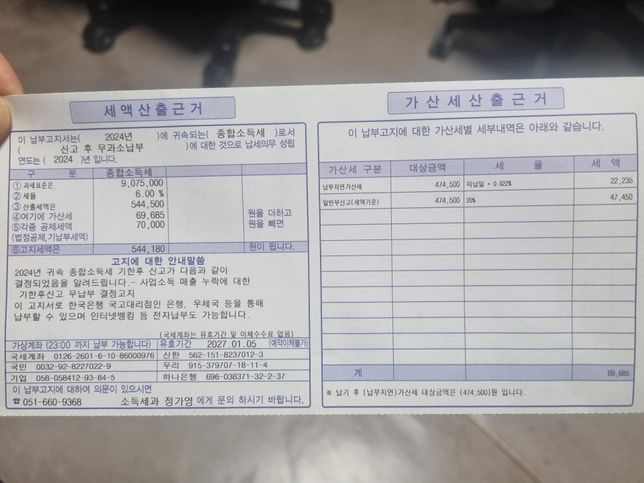 세액산출근거
이 납부고지서는( 2024년 )에 귀속되는( 종합소득세 )로서
( 신고 후 무과소납부 )에 대한 것으로 납세의무 성립
연도는 ( 2024 )년 입니다.
구 분 종합소득세
① 과세표준은 9,075,000
② 세율 6.00 %
③ 산출세액은 544,500
④여기에 가산세 69,685 원을 더하고
⑤각종 공제세액 70,000 원을 빼면
(법정공제,기납부세액)
⑥고지세액은 544,180 원이 됩니다.
고지에 대한 안내말씀
2024년 귀속 종합소득세 기한후 신고가 다음과 같이
결정되었음을 알려드립니다.- 사업소득 매출 누락에 대한
기한후신고 무납부 결정고지
이 고지서로 한국은행 국고대리점인 은행, 우체국 등을 통해
납부할 수 있으며 인터넷뱅킹 등 전자납부도 가능합니다.
(국세계좌는 유효기간 및 이체수수료 없음)
가상계좌 (23:00 까지 납부 가능합니다) 유효기간 2027.01.05 (예약이체불가)
국세계좌 0126-2601-6-10-86000976 신한 562-151-8237012-3
국민 0032-92-8227022-9 우리 915-379707-18-11-4
기업 058-058412-93-84-5 하나은행 696-038371-32-2-37
이 납부고지에 대하여 의문이 있으시면
☎051-660-9368 소득세과 정가영 에게 문의 하시기 바랍니다.
가산세산출근거
이 납부고지에 대한 가산세별 세부내역은 아래와 같습니다.
가산세 구분 대상금액 세 율 세 액
납부지연가산세 474,500 미납일 * 0.022% 22,235
일반무신고(세액기준) 474,500 20% 47,450
계 69,685
※ 납기 후 (납부지연)가산세 대상금액은 (474,500)원 입니다.